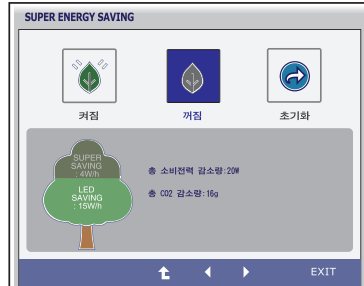 SUPER ENERGY SAVING
켜짐
꺼짐
초기화
SUPER
SAVING
: 4W/h
LED
SAVING
: 15W/h
총 소비전력 감소량:20W
총 CO2 감소량:16g
EXIT